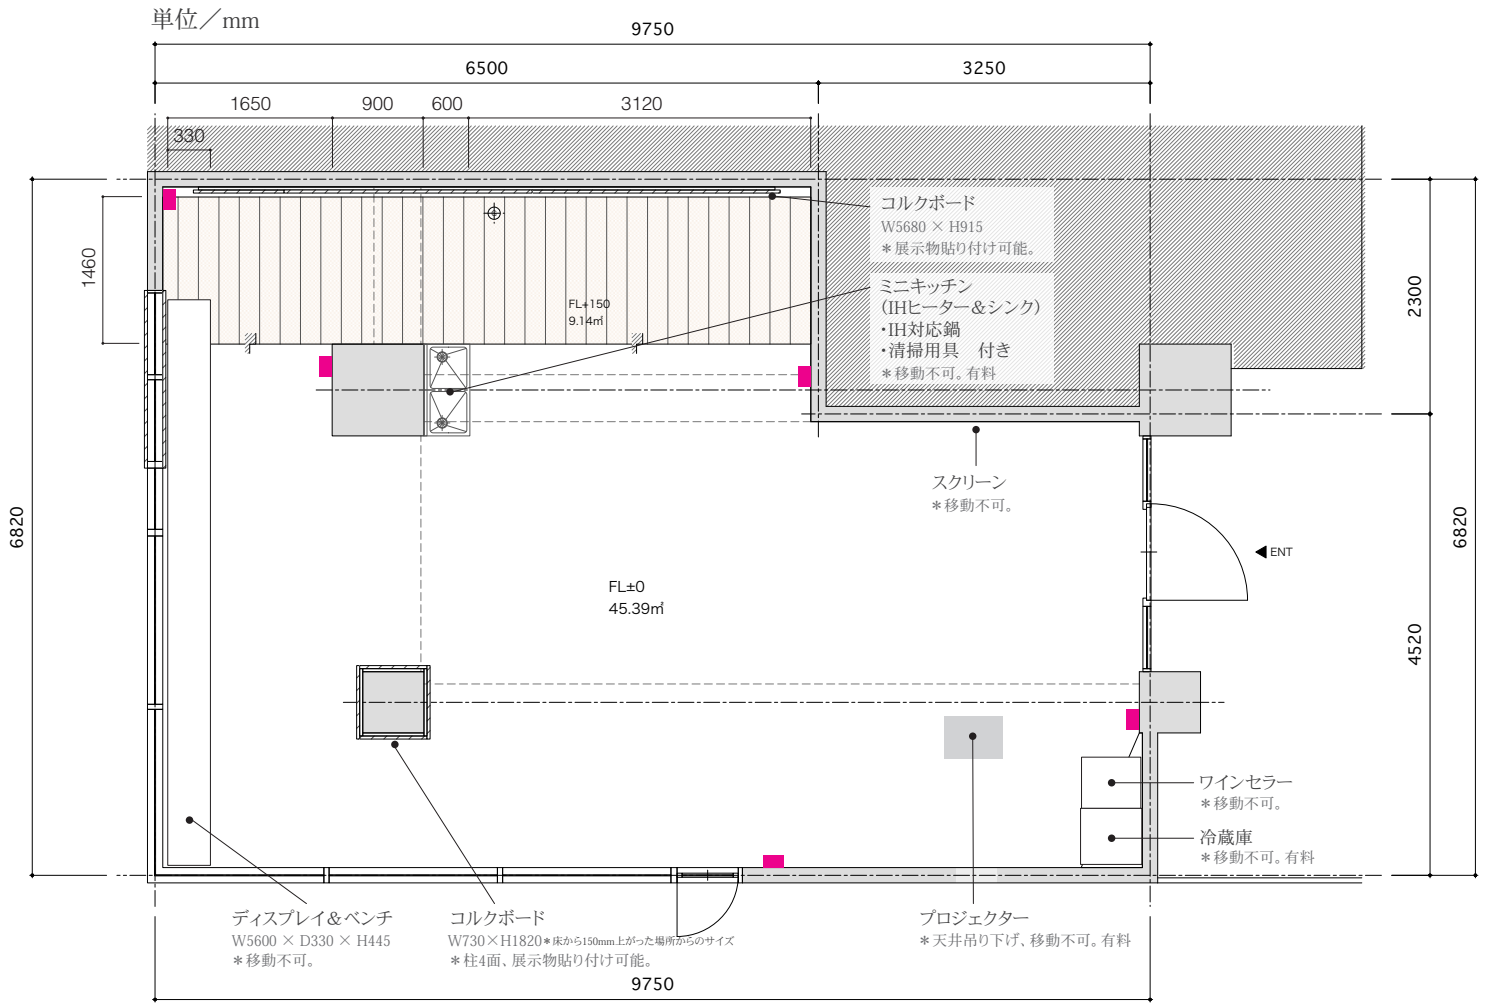 単位／mm
9750
6500
3250
1650
900
600
3120
330
6820
1460
コルクボード
W5680 × H915
＊展示物貼り付け可能。
ミニキッチン
(IHヒーター&シンク)
・IH対応鍋
・清掃用具　付き
＊移動不可。有料
FL+150
9.14㎡
2300
6820
4520
スクリーン
＊移動不可。
ENT
FL±0
45.39㎡
ワインセラー
＊移動不可。
冷蔵庫
＊移動不可。有料
ディスプレイ&ベンチ
W5600 × D330 × H445
＊移動不可。
コルクボード
W730×H1820＊床から150mm上がった場所からのサイズ
＊柱4面、展示物貼り付け可能。
プロジェクター
＊天井吊り下げ、移動不可。有料
9750